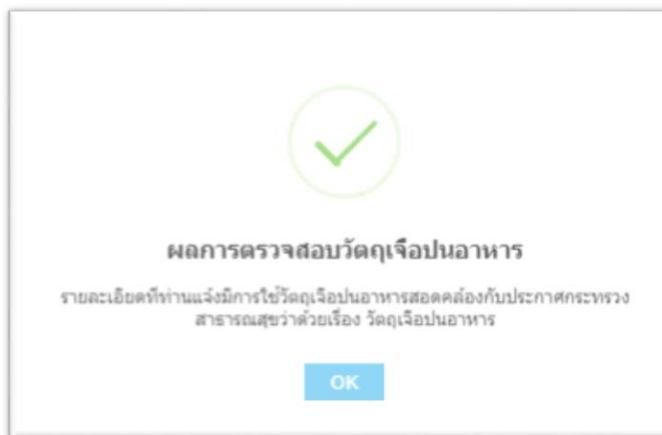 ผลการตรวจสอบวัตถุเจือปนอาหาร
รายละเอียดที่ท่านแจ้งมีการใช้วัตถุเจือปนอาหารสอดคล้องกับประกาศกระทรวง
สาธารณสุขว่าด้วยเรื่อง วัตถุเจือปนอาหาร
OK